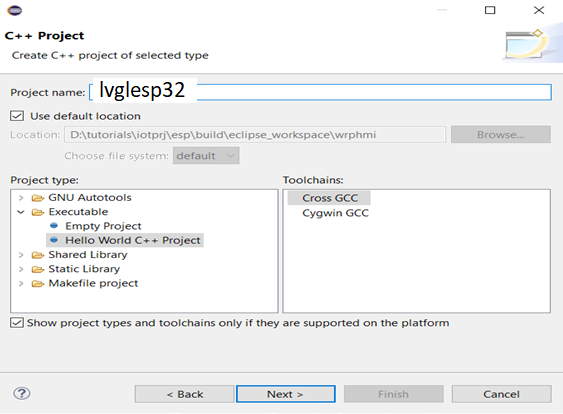 C++ Project
Create C++ project of selected type
Project name: lvglesp32
Use default location
Location: D:\tutorials\iotprj\esp\build\eclipse_workspace\wrphmi Browse...
Choose file system: default
Project type: Toolchains:
GNU Autotools Cross GCC
Executable Cygwin GCC
Empty Project
Hello World C++ Project
Shared Library
Static Library
Makefile project
Show project types and toolchains only if they are supported on the platform
? < Back Next > Finish Cancel